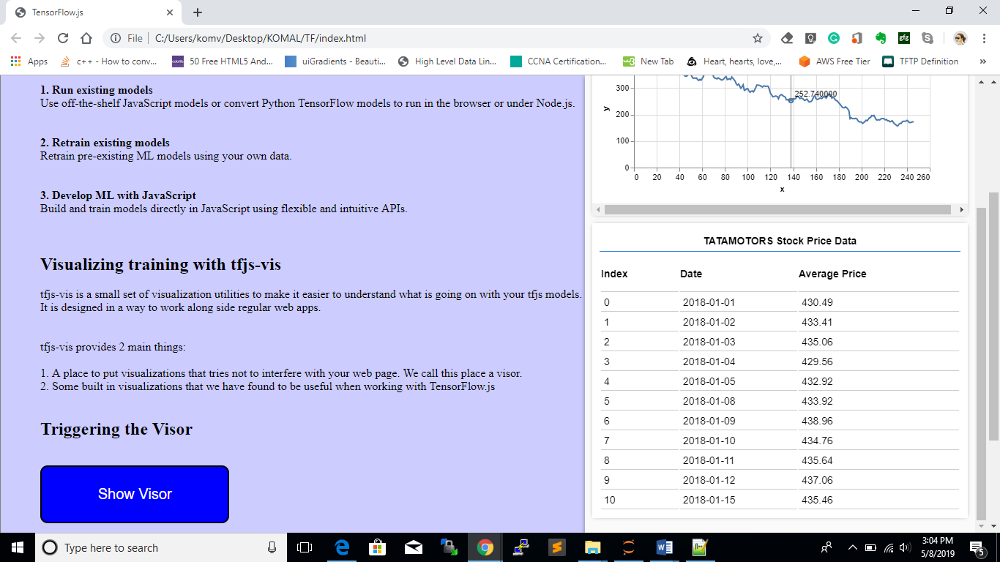 TensorFlow.js
File C:/Users/komv/Desktop/KOMAL/TF/index.html
gfg
Apps c++ - How to conv... 50 Free HTML5 And... uiGradients - Beauti... High Level Data Lin... CCNA Certification... New Tab Heart, hearts, love,... AWS Free Tier TFTP Definition »
1. Run existing models
Use off-the-shelf JavaScript models or convert Python TensorFlow models to run in the browser or under Node.js.
2. Retrain existing models
Retrain pre-existing ML models using your own data.
3. Develop ML with JavaScript
Build and train models directly in JavaScript using flexible and intuitive APIs.
Visualizing training with tfjs-vis
tfjs-vis is a small set of visualization utilities to make it easier to understand what is going on with your tfjs models.
It is designed in a way to work along side regular web apps.
tfjs-vis provides 2 main things:
1. A place to put visualizations that tries not to interfere with your web page. We call this place a visor.
2. Some built in visualizations that we have found to be useful when working with TensorFlow.js
Triggering the Visor
Show Visor
300
252.740000
y
200
100
0
0 20 40 60 80 100 120 140 160 180 200 220 240 260
x
TATAMOTORS Stock Price Data
Index Date Average Price
0 2018-01-01 430.49
1 2018-01-02 433.41
2 2018-01-03 435.06
3 2018-01-04 429.56
4 2018-01-05 432.92
5 2018-01-08 433.92
6 2018-01-09 438.96
7 2018-01-10 434.76
8 2018-01-11 435.64
9 2018-01-12 437.06
10 2018-01-15 435.46
Type here to search
3:04 PM
5/8/2019
5